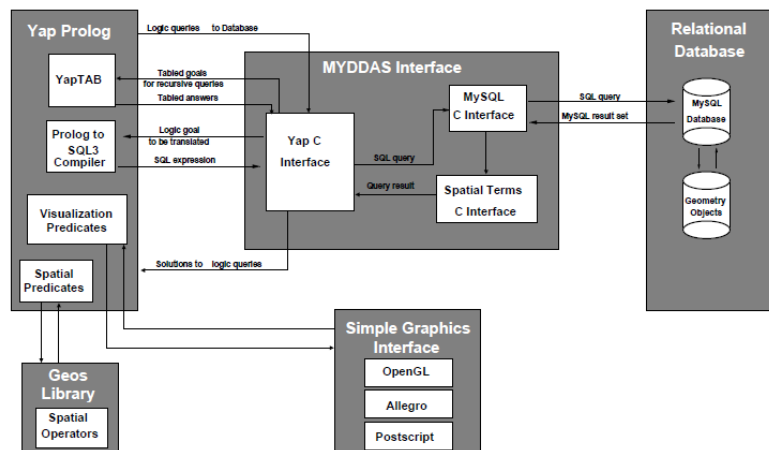 Yap Prolog
Logic queries to Database
MYDDAS Interface
Relational
Database
YapTAB
Tabled goals
for recursive queries
Tabled answers
MySQL
C Interface
SQL query
MySQL result set
MySQL
Database
Prolog to
SQL3
Compiler
Logic goal
to be translated
SQL expression
Yap C
Interface
SQL query
Query result
Spatial Terms
C Interface
Geometry
Objects
Visualization
Predicates
Solutions to logic queries
Spatial
Predicates
Simple Graphics
Interface
OpenGL
Allegro
Postscript
Geos
Library
Spatial
Operators